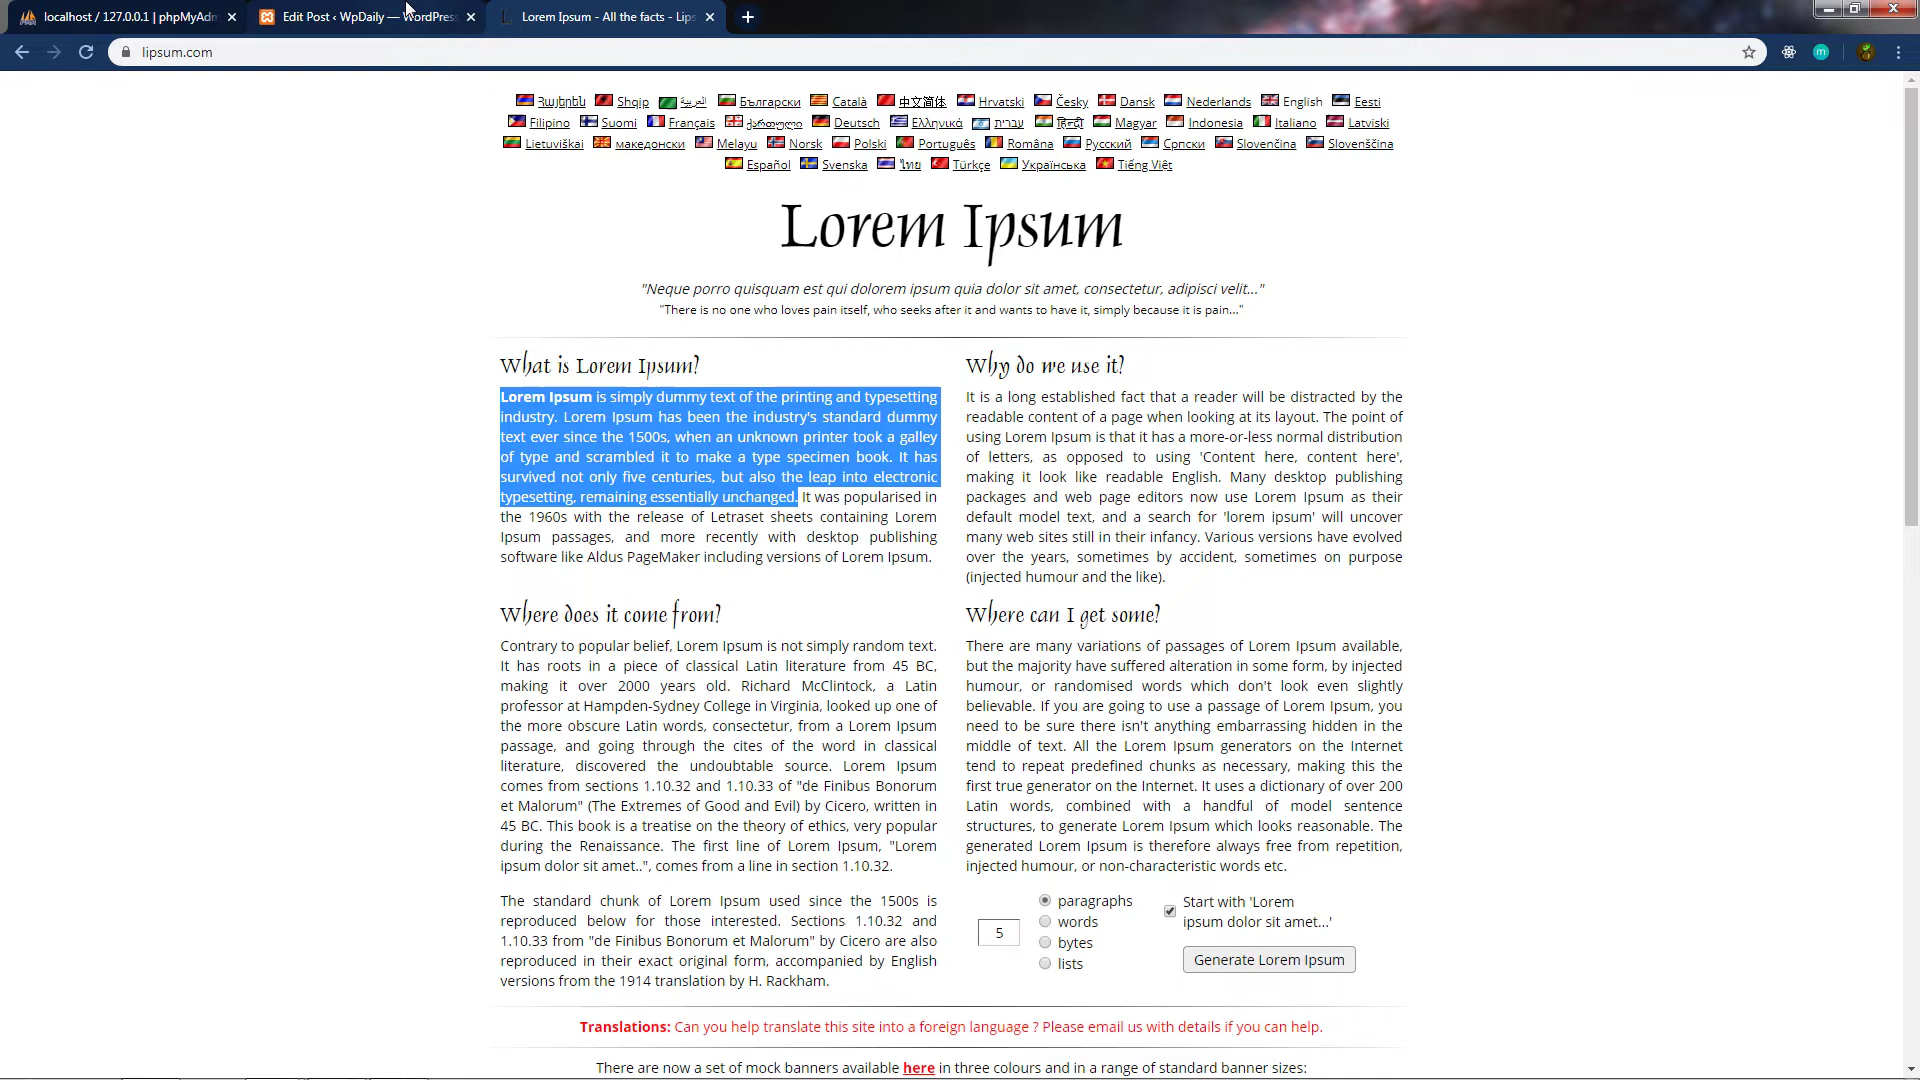 localhost / 127.0.0.1 | phpMyAdm
Edit Post ‹ WpDaily — WordPress
Lorem Ipsum - All the facts - Lips
lipsum.com
m
Հայերեն Shqip العربية Български Català 中文简体 Hrvatski Česky Dansk Nederlands English Eesti
Filipino Suomi Français ქართული Deutsch Ελληνικά עברית हिन्दी Magyar Indonesia Italiano Latviski
Lietuviškai македонски Melayu Norsk Polski Português Româna Русский Српски Slovenčina Slovenščina
Español Svenska ไทย Türkçe Українська Tiếng Việt
Lorem Ipsum
"Neque porro quisquam est qui dolorem ipsum quia dolor sit amet, consectetur, adipisci velit..."
"There is no one who loves pain itself, who seeks after it and wants to have it, simply because it is pain..."
What is Lorem Ipsum?
Lorem Ipsum is simply dummy text of the printing and typesetting
industry. Lorem Ipsum has been the industry's standard dummy
text ever since the 1500s, when an unknown printer took a galley
of type and scrambled it to make a type specimen book. It has
survived not only five centuries, but also the leap into electronic
typesetting, remaining essentially unchanged. It was popularised in
the 1960s with the release of Letraset sheets containing Lorem
Ipsum passages, and more recently with desktop publishing
software like Aldus PageMaker including versions of Lorem Ipsum.
Why do we use it?
It is a long established fact that a reader will be distracted by the
readable content of a page when looking at its layout. The point of
using Lorem Ipsum is that it has a more-or-less normal distribution
of letters, as opposed to using 'Content here, content here',
making it look like readable English. Many desktop publishing
packages and web page editors now use Lorem Ipsum as their
default model text, and a search for 'lorem ipsum' will uncover
many web sites still in their infancy. Various versions have evolved
over the years, sometimes by accident, sometimes on purpose
(injected humour and the like).
Where does it come from?
Contrary to popular belief, Lorem Ipsum is not simply random text.
It has roots in a piece of classical Latin literature from 45 BC,
making it over 2000 years old. Richard McClintock, a Latin
professor at Hampden-Sydney College in Virginia, looked up one of
the more obscure Latin words, consectetur, from a Lorem Ipsum
passage, and going through the cites of the word in classical
literature, discovered the undoubtable source. Lorem Ipsum
comes from sections 1.10.32 and 1.10.33 of "de Finibus Bonorum
et Malorum" (The Extremes of Good and Evil) by Cicero, written in
45 BC. This book is a treatise on the theory of ethics, very popular
during the Renaissance. The first line of Lorem Ipsum, "Lorem
ipsum dolor sit amet..", comes from a line in section 1.10.32.
The standard chunk of Lorem Ipsum used since the 1500s is
reproduced below for those interested. Sections 1.10.32 and
1.10.33 from "de Finibus Bonorum et Malorum" by Cicero are also
reproduced in their exact original form, accompanied by English
versions from the 1914 translation by H. Rackham.
Where can I get some?
There are many variations of passages of Lorem Ipsum available,
but the majority have suffered alteration in some form, by injected
humour, or randomised words which don't look even slightly
believable. If you are going to use a passage of Lorem Ipsum, you
need to be sure there isn't anything embarrassing hidden in the
middle of text. All the Lorem Ipsum generators on the Internet
tend to repeat predefined chunks as necessary, making this the
first true generator on the Internet. It uses a dictionary of over 200
Latin words, combined with a handful of model sentence
structures, to generate Lorem Ipsum which looks reasonable. The
generated Lorem Ipsum is therefore always free from repetition,
injected humour, or non-characteristic words etc.
5
paragraphs
words
bytes
lists
Start with 'Lorem
ipsum dolor sit amet...'
Generate Lorem Ipsum
Translations: Can you help translate this site into a foreign language ? Please email us with details if you can help.
There are now a set of mock banners available here in three colours and in a range of standard banner sizes: